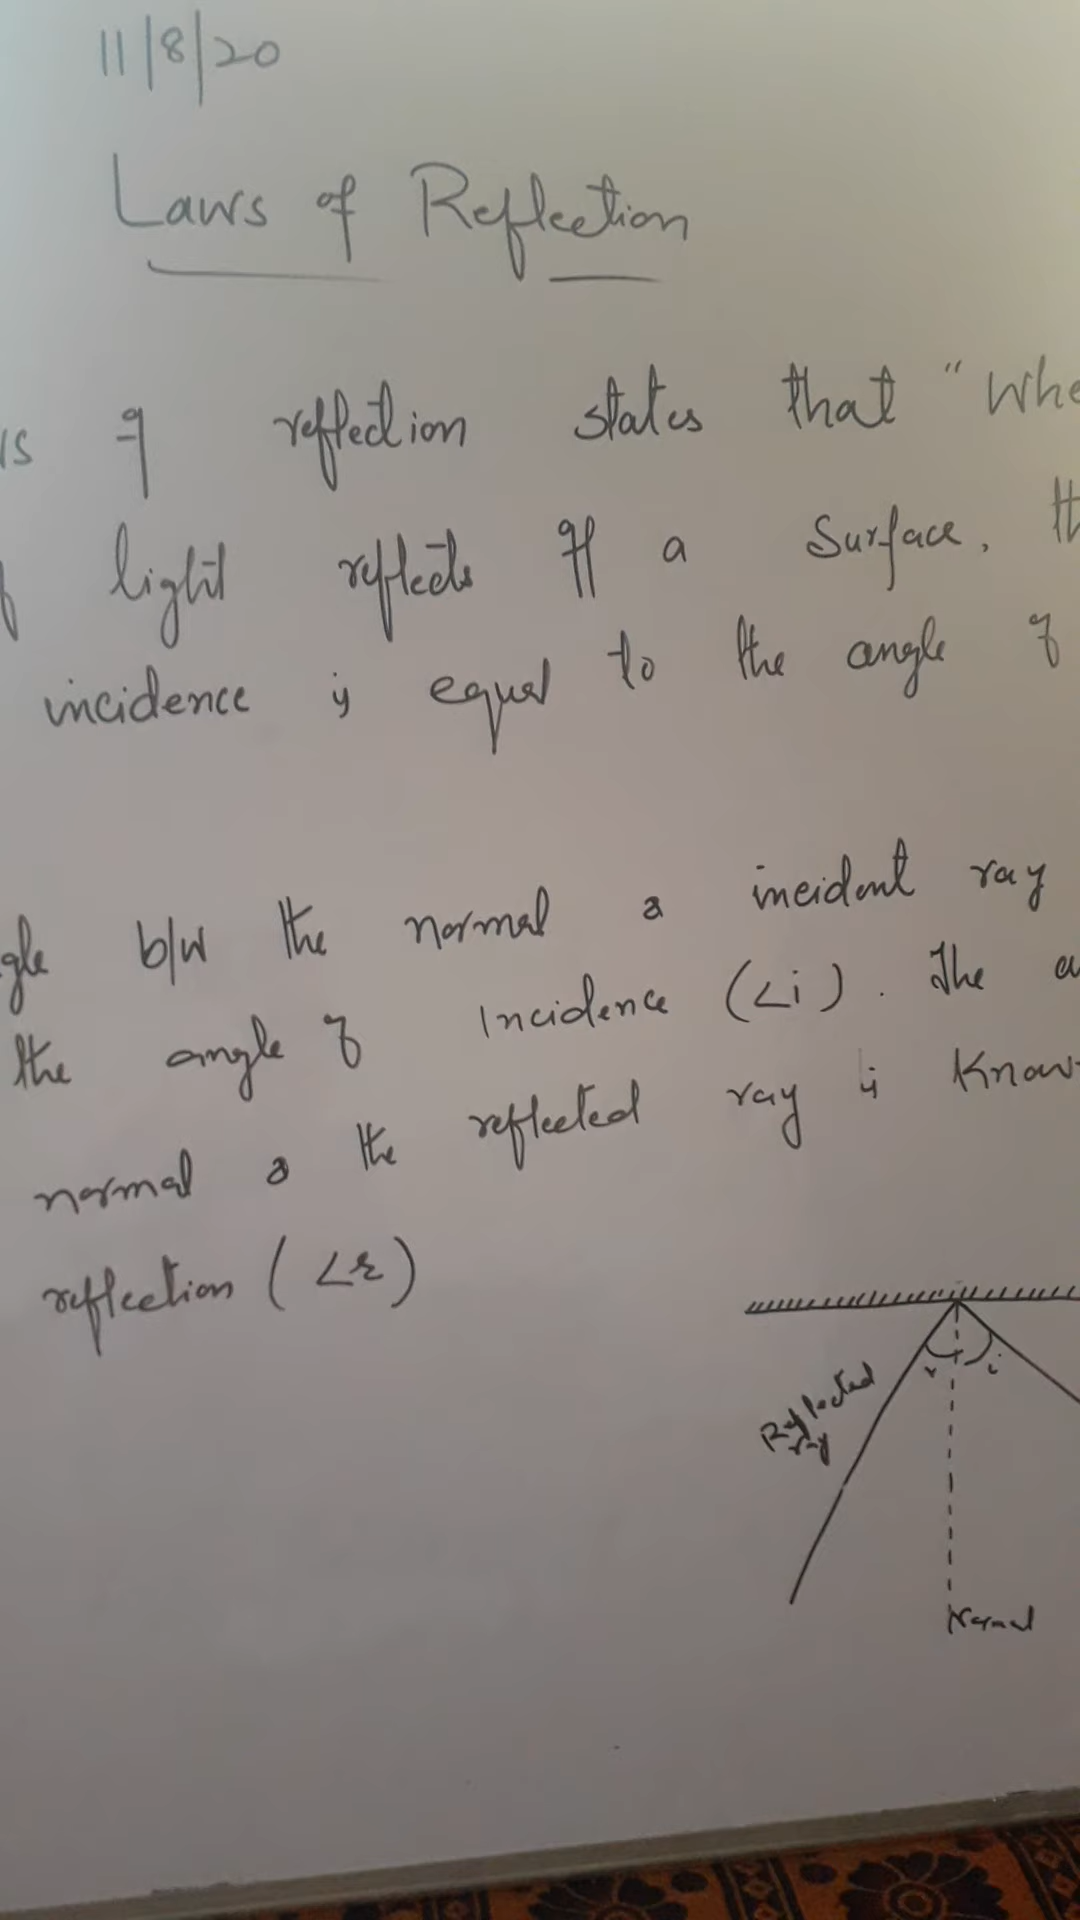 11/8/20
Laws of Reflection
ws of reflection states that "Whe
f light reflects off a Surface, th
incidence is equal to the angle of
gle b/w the normal & incident ray
the angle of Incidence (∠i). The a
normal & the reflected ray is Know
reflection (∠r)
r i
Reflected
ray
Normal